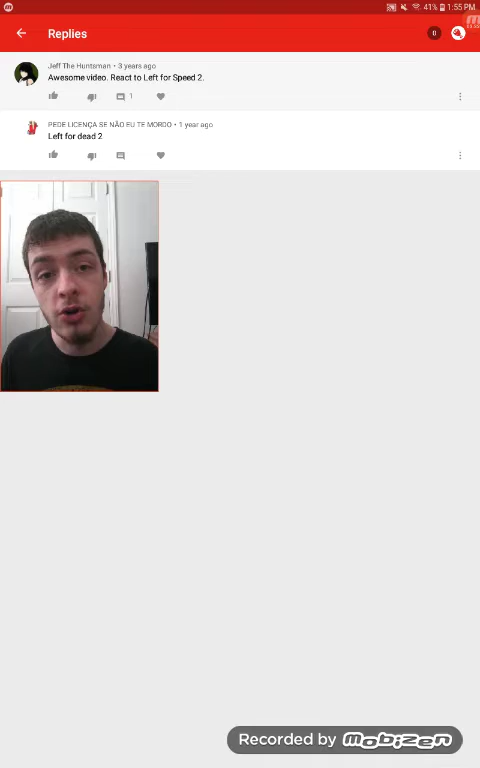 41% 1:55 PM
Replies
0
Jeff The Huntsman • 3 years ago
Awesome video. React to Left for Speed 2.
1
PEDE LICENÇA SE NÃO EU TE MORDO • 1 year ago
Left for dead 2
Recorded by Mobizen